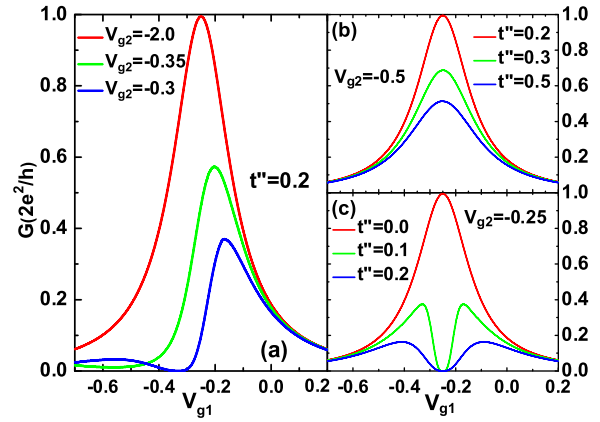 1.0
0.8
0.6
0.4
0.2
0.0
G(2e²/h)
V_g2=-2.0
V_g2=-0.35
V_g2=-0.3
t"=0.2
(a)
-0.6 -0.4 -0.2 0.0 0.2
V_g1
(b)
V_g2=-0.5
t"=0.2
t"=0.3
t"=0.5
1.0
0.8
0.6
0.4
0.2
(c)
V_g2=-0.25
t"=0.0
t"=0.1
t"=0.2
1.0
0.8
0.6
0.4
0.2
0.0
-0.6 -0.4 -0.2 0.0 0.2
V_g1